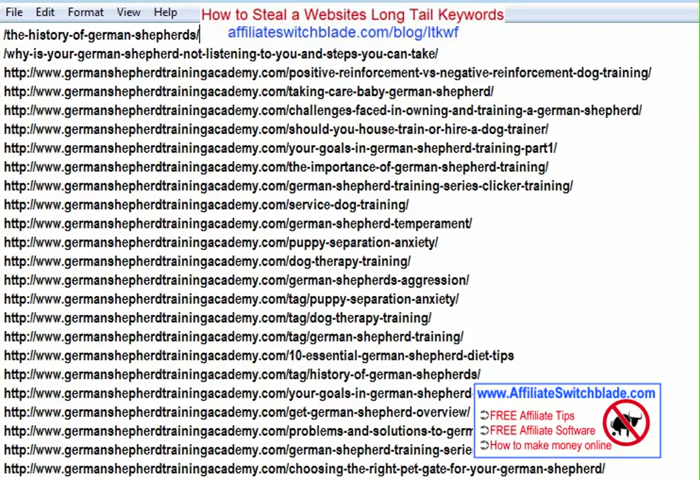 File Edit Format View Help
How to Steal a Websites Long Tail Keywords
affiliateswitchblade.com/blog/ltkwf
/the-history-of-german-shepherds/
/why-is-your-german-shepherd-not-listening-to-you-and-steps-you-can-take/
http://www.germanshepherdtrainingacademy.com/positive-reinforcement-vs-negative-reinforcement-dog-training/
http://www.germanshepherdtrainingacademy.com/taking-care-baby-german-shepherd/
http://www.germanshepherdtrainingacademy.com/challenges-faced-in-owning-and-training-a-german-shepherd/
http://www.germanshepherdtrainingacademy.com/should-you-house-train-or-hire-a-dog-trainer/
http://www.germanshepherdtrainingacademy.com/your-goals-in-german-shepherd-training-part1/
http://www.germanshepherdtrainingacademy.com/the-importance-of-german-shepherd-training/
http://www.germanshepherdtrainingacademy.com/german-shepherd-training-series-clicker-training/
http://www.germanshepherdtrainingacademy.com/service-dog-training/
http://www.germanshepherdtrainingacademy.com/german-shepherd-temperament/
http://www.germanshepherdtrainingacademy.com/puppy-separation-anxiety/
http://www.germanshepherdtrainingacademy.com/dog-therapy-training/
http://www.germanshepherdtrainingacademy.com/german-shepherds-aggression/
http://www.germanshepherdtrainingacademy.com/tag/puppy-separation-anxiety/
http://www.germanshepherdtrainingacademy.com/tag/dog-therapy-training/
http://www.germanshepherdtrainingacademy.com/tag/german-shepherd-training/
http://www.germanshepherdtrainingacademy.com/10-essential-german-shepherd-diet-tips
http://www.germanshepherdtrainingacademy.com/tag/history-of-german-shepherds/
http://www.germanshepherdtrainingacademy.com/your-goals-in-german-shepherd-
http://www.germanshepherdtrainingacademy.com/get-german-shepherd-overview/
http://www.germanshepherdtrainingacademy.com/problems-and-solutions-to-germ
http://www.germanshepherdtrainingacademy.com/german-shepherd-training-series
http://www.germanshepherdtrainingacademy.com/choosing-the-right-pet-gate-for-your-german-shepherd/
www.AffiliateSwitchblade.com
FREE Affiliate Tips
FREE Affiliate Software
How to make money online